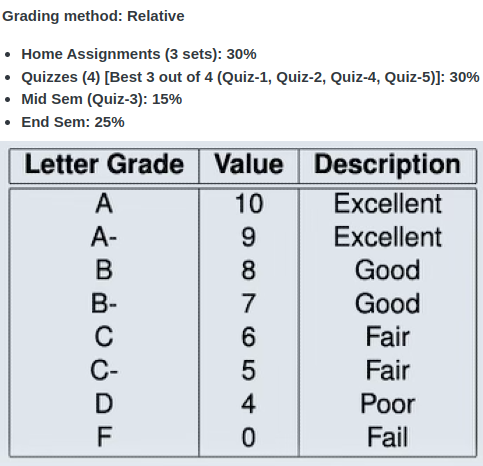 Grading method: Relative
Home Assignments (3 sets): 30%
Quizzes (4) [Best 3 out of 4 (Quiz-1, Quiz-2, Quiz-4, Quiz-5)]: 30%
Mid Sem (Quiz-3): 15%
End Sem: 25%
Letter Grade Value Description
A 10 Excellent
A- 9 Excellent
B 8 Good
B- 7 Good
C 6 Fair
C- 5 Fair
D 4 Poor
F 0 Fail